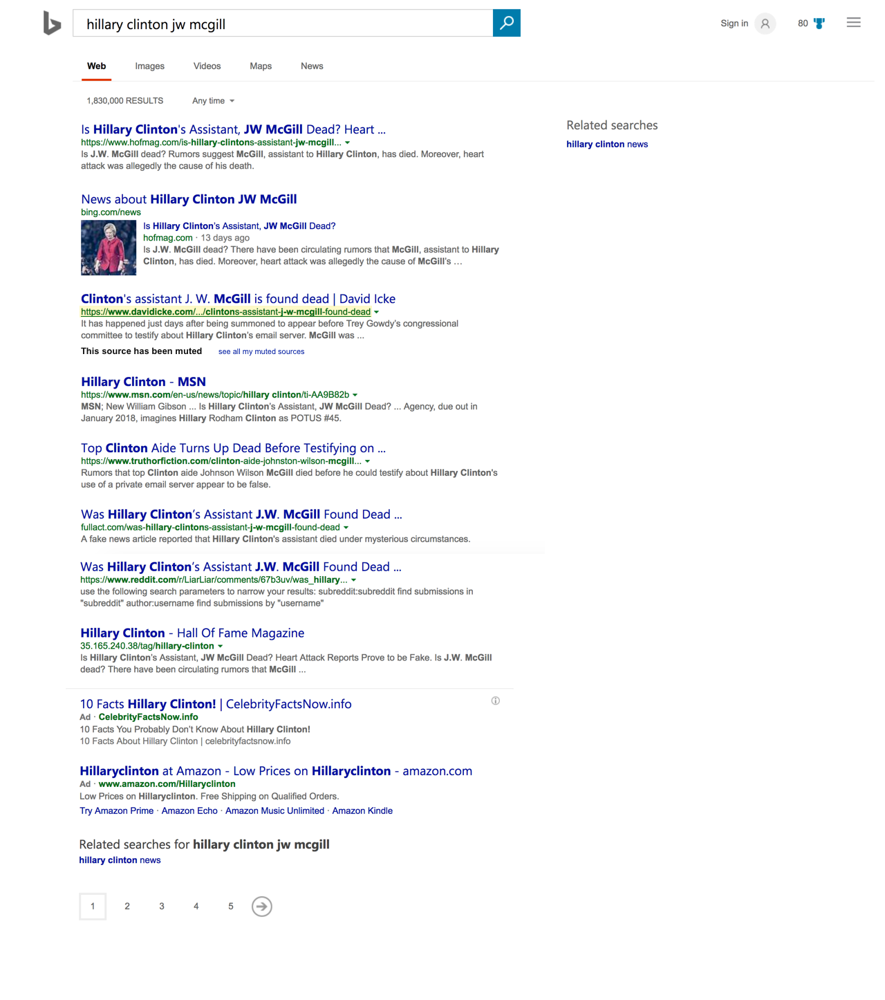 hillary clinton jw mcgill
Sign in
80
Web Images Videos Maps News
1,830,000 RESULTS Any time
Is Hillary Clinton's Assistant, JW McGill Dead? Heart ...
https://www.hofmag.com/is-hillary-clintons-assistant-jw-mcgill...
Is J.W. McGill dead? Rumors suggest McGill, assistant to Hillary Clinton, has died. Moreover, heart
attack was allegedly the cause of his death.
Related searches
hillary clinton news
News about Hillary Clinton JW McGill
bing.com/news
Is Hillary Clinton's Assistant, JW McGill Dead?
hofmag.com · 13 days ago
Is J.W. McGill dead? There have been circulating rumors that McGill, assistant to Hillary
Clinton, has died. Moreover, heart attack was allegedly the cause of McGill's …
Clinton's assistant J. W. McGill is found dead | David Icke
https://www.davidicke.com/.../clintons-assistant-j-w-mcgill-found-dead
It has happened just days after being summoned to appear before Trey Gowdy's congressional
committee to testify about Hillary Clinton's email server. McGill was ...
This source has been muted see all my muted sources
Hillary Clinton - MSN
https://www.msn.com/en-us/news/topic/hillary clinton/ti-AA9B82b
MSN; New William Gibson ... Is Hillary Clinton's Assistant, JW McGill Dead? ... Agency, due out in
January 2018, imagines Hillary Rodham Clinton as POTUS #45.
Top Clinton Aide Turns Up Dead Before Testifying on ...
https://www.truthorfiction.com/clinton-aide-johnston-wilson-mcgill...
Rumors that top Clinton aide Johnson Wilson McGill died before he could testify about Hillary Clinton's
use of a private email server appear to be false.
Was Hillary Clinton's Assistant J.W. McGill Found Dead ...
fullact.com/was-hillary-clintons-assistant-j-w-mcgill-found-dead
A fake news article reported that Hillary Clinton's assistant died under mysterious circumstances.
Was Hillary Clinton's Assistant J.W. McGill Found Dead ...
https://www.reddit.com/r/LiarLiar/comments/67b3uv/was_hillary...
use the following search parameters to narrow your results: subreddit:subreddit find submissions in
"subreddit" author:username find submissions by "username"
Hillary Clinton - Hall Of Fame Magazine
35.165.240.38/tag/hillary-clinton
Is Hillary Clinton's Assistant, JW McGill Dead? Heart Attack Reports Prove to be Fake. Is J.W. McGill
dead? There have been circulating rumors that McGill ...
10 Facts Hillary Clinton! | CelebrityFactsNow.info
Ad · CelebrityFactsNow.info
10 Facts You Probably Don't Know About Hillary Clinton!
10 Facts About Hillary Clinton | celebrityfactsnow.info
Hillaryclinton at Amazon - Low Prices on Hillaryclinton - amazon.com
Ad · www.amazon.com/Hillaryclinton
Low Prices on Hillaryclinton. Free Shipping on Qualified Orders.
Try Amazon Prime · Amazon Echo · Amazon Music Unlimited · Amazon Kindle
Related searches for hillary clinton jw mcgill
hillary clinton news
1 2 3 4 5